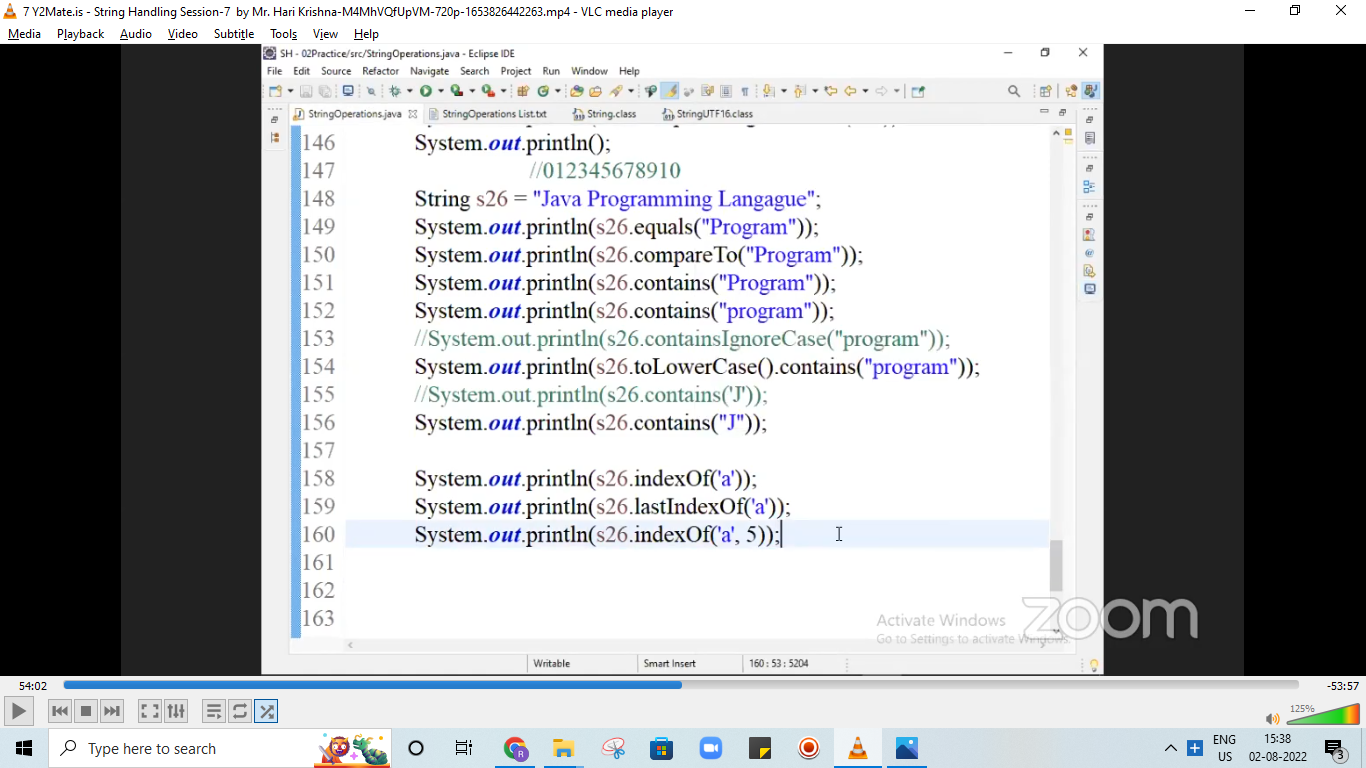 7 Y2Mate.is - String Handling Session-7 by Mr. Hari Krishna-M4MhVQfUpVM-720p-1653826442263.mp4 - VLC media player
Media Playback Audio Video Subtitle Tools View Help
SH - 02Practice/src/StringOperations.java - Eclipse IDE
File Edit Source Refactor Navigate Search Project Run Window Help
StringOperations.java StringOperations List.txt String.class StringUTF16.class
146 System.out.println();
147 //012345678910
148 String s26 = "Java Programming Langague";
149 System.out.println(s26.equals("Program"));
150 System.out.println(s26.compareTo("Program"));
151 System.out.println(s26.contains("Program"));
152 System.out.println(s26.contains("program"));
153 //System.out.println(s26.containsIgnoreCase("program"));
154 System.out.println(s26.toLowerCase().contains("program"));
155 //System.out.println(s26.contains('J'));
156 System.out.println(s26.contains("J"));
157
158 System.out.println(s26.indexOf('a'));
159 System.out.println(s26.lastIndexOf('a'));
160 System.out.println(s26.indexOf('a', 5));
161
162
163
Activate Windows
Go to Settings to activate Windows.
zoom
Writable Smart Insert 160 : 53 : 5204
54:02 -53:57
125%
Type here to search
ENG
US
15:38
02-08-2022
3